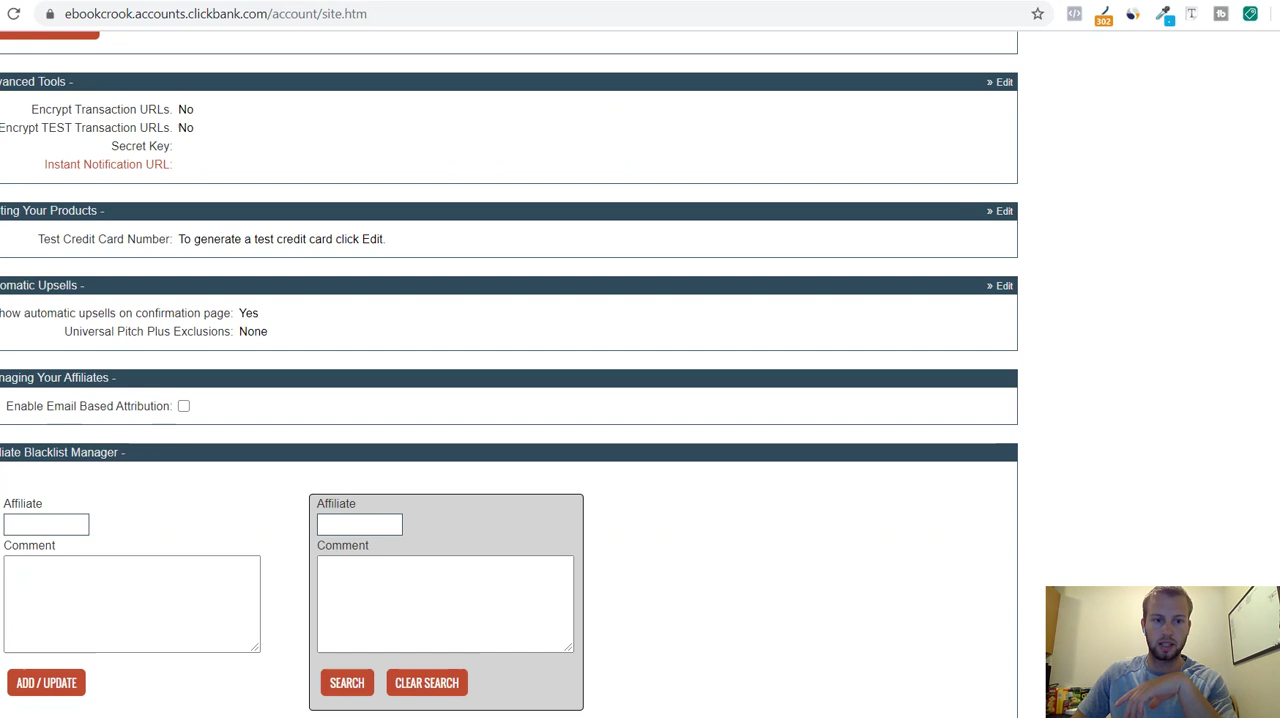 ebookcrook.accounts.clickbank.com/account/site.htm
302
T
vanced Tools -
» Edit
Encrypt Transaction URLs. No
Encrypt TEST Transaction URLs. No
Secret Key:
Instant Notification URL:
ting Your Products -
» Edit
Test Credit Card Number: To generate a test credit card click Edit.
omatic Upsells -
» Edit
how automatic upsells on confirmation page: Yes
Universal Pitch Plus Exclusions: None
naging Your Affiliates -
Enable Email Based Attribution:
liate Blacklist Manager -
Affiliate
Affiliate
Comment
Comment
ADD / UPDATE
SEARCH
CLEAR SEARCH